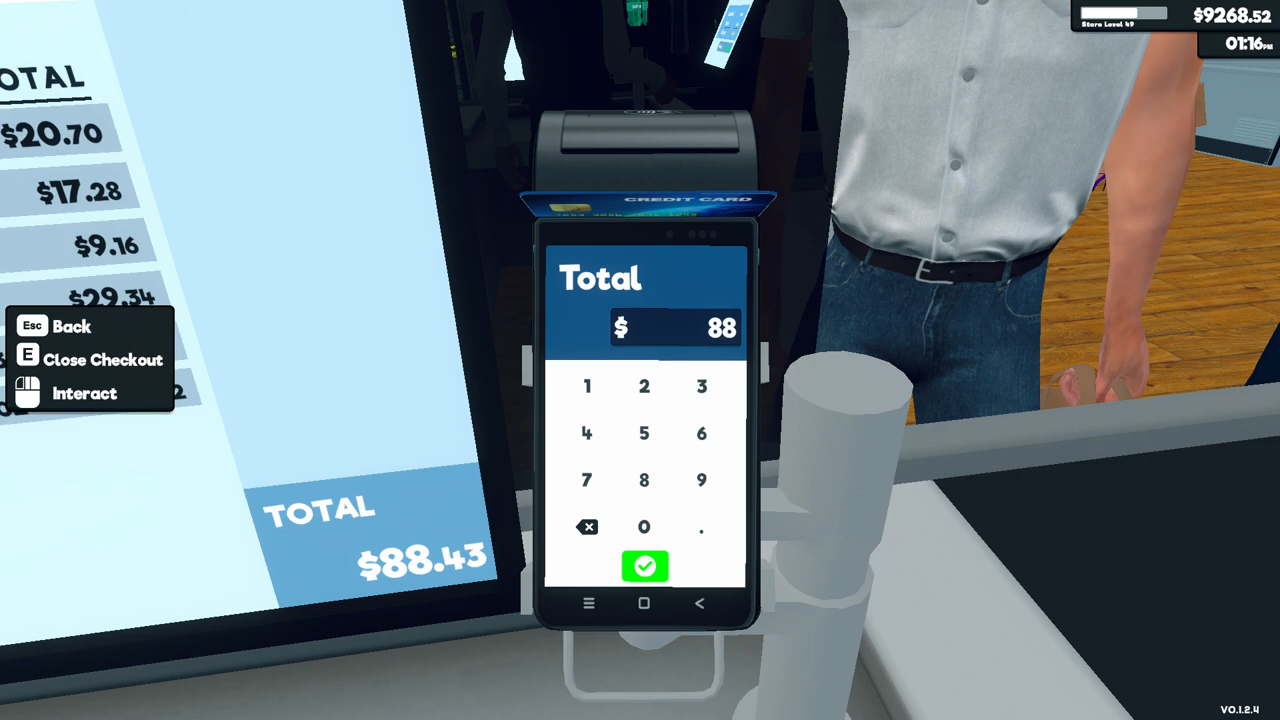 $9268.52
Store Level 49
01:16PM
OTAL
$20.70
$17.28
$9.16
$29.34
Esc Back
E Close Checkout
Interact
2
TOTAL
$88.43
CREDIT CARD
Total
$ 88
1 2 3
4 5 6
7 8 9
0 .
V0.1.2.4